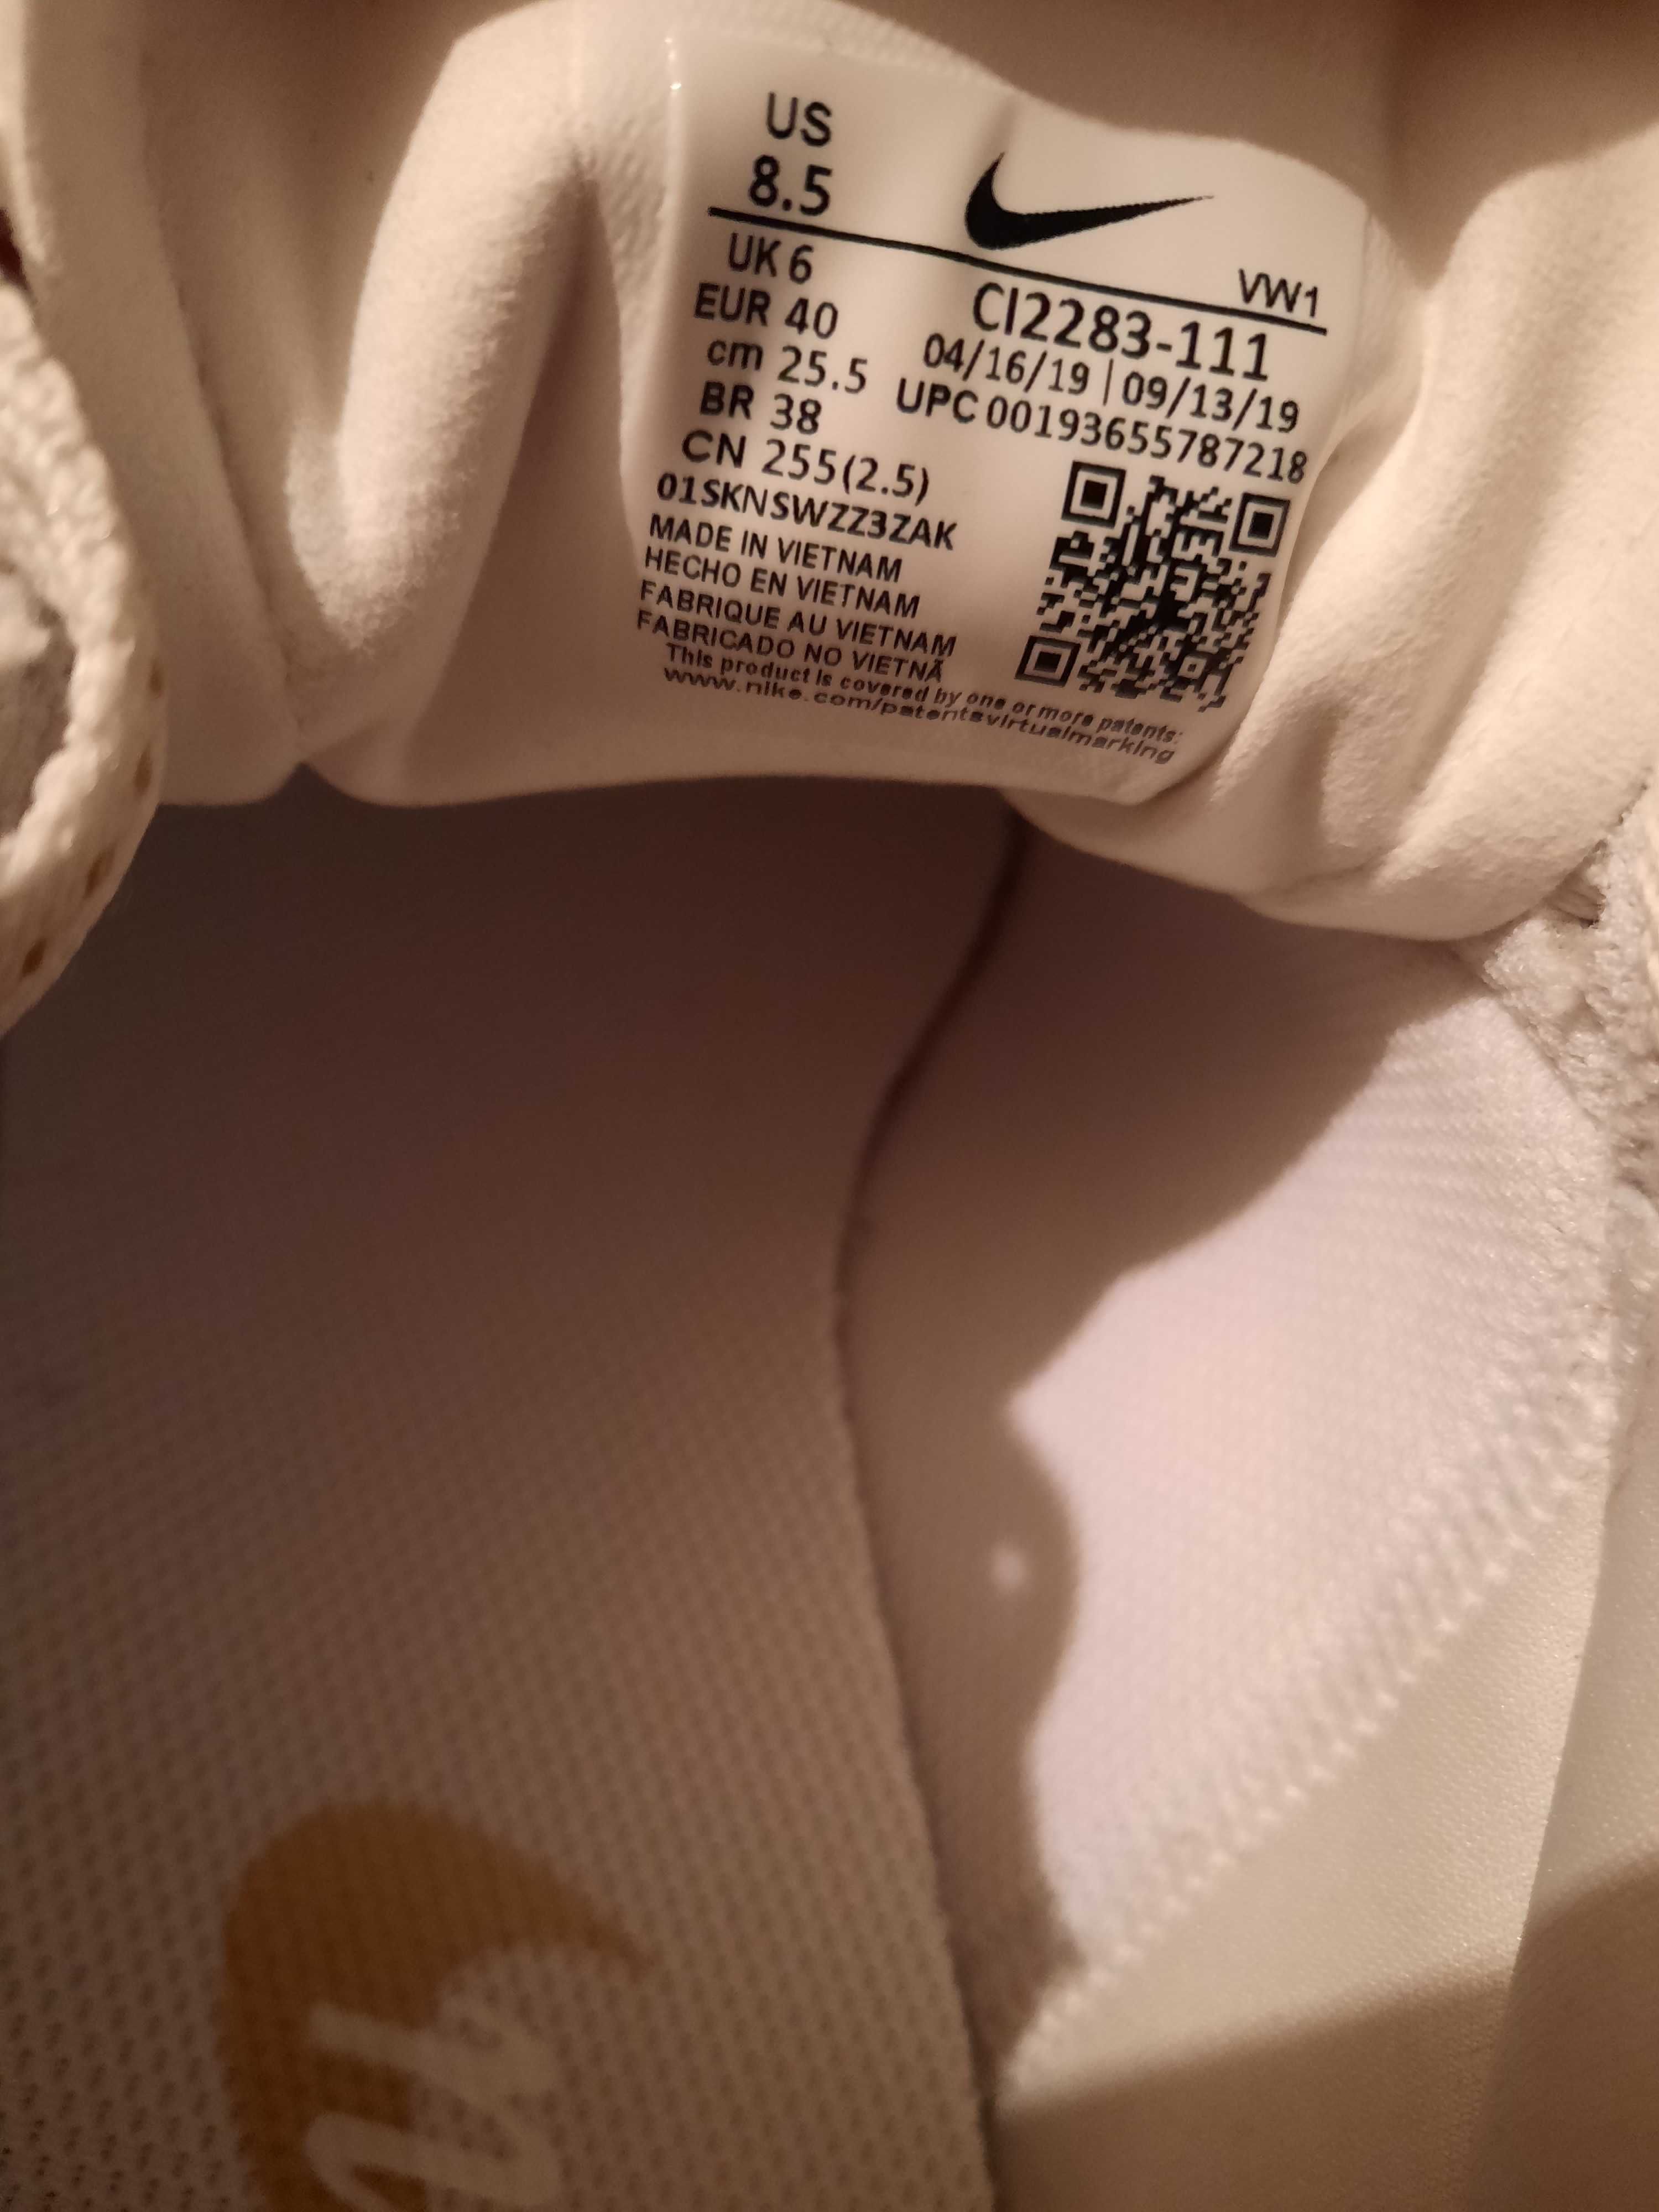 US
8.5
VW1
UK 6
EUR 40
cm 25.5
BR 38
CN 255(2.5)
CI2283-111
04/16/19 | 09/13/19
UPC 00193655787218
01SKNSWZZ3ZAK
MADE IN VIETNAM
HECHO EN VIETNAM
FABRIQUE AU VIETNAM
FABRICADO NO VIETNÃ
This product is covered by one or more patents:
www.nike.com/patentsvirtualmarking